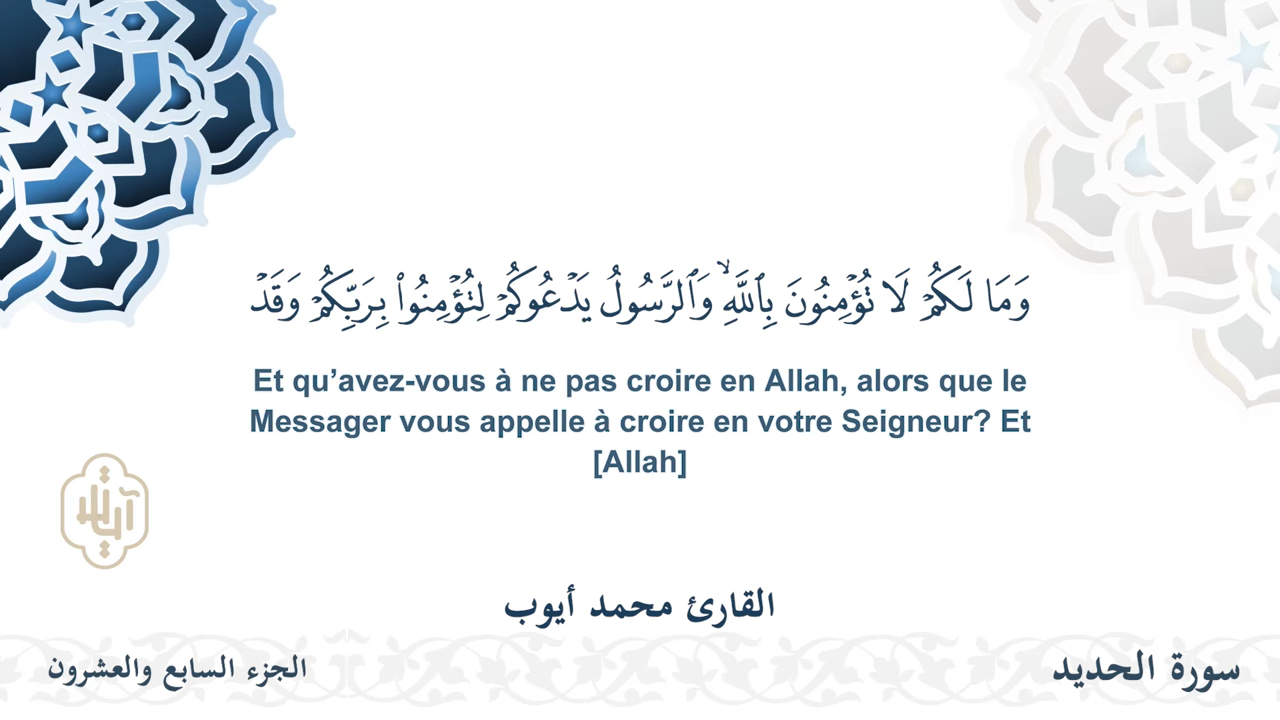 وَمَا لَكُمْ لَا تُؤْمِنُونَ بِٱللَّهِ ۙ وَٱلرَّسُولُ يَدْعُوكُمْ لِتُؤْمِنُوا۟ بِرَبِّكُمْ وَقَدْ
Et qu’avez-vous à ne pas croire en Allah, alors que le
Messager vous appelle à croire en votre Seigneur? Et
[Allah]
القارئ محمد أيوب
سورة الحديد
الجزء السابع والعشرون